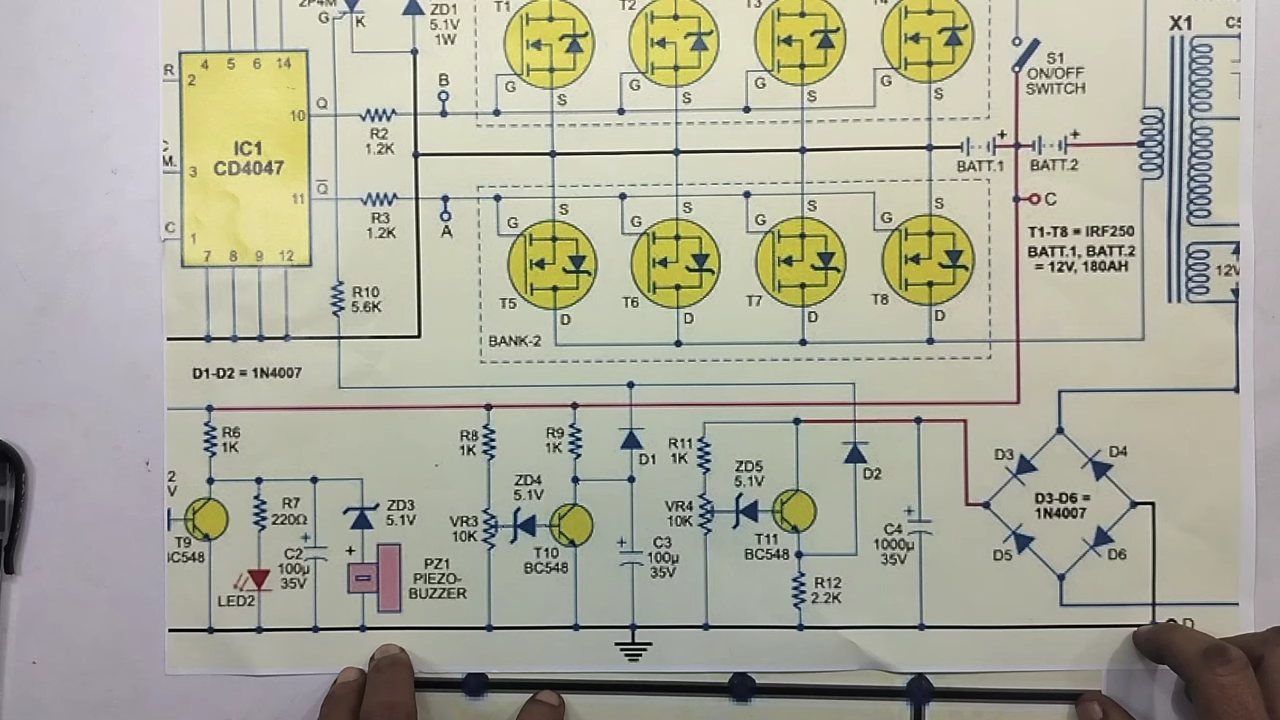 G
K
ZD1
5.1V
1W
T1
T2
X1
4
5
6
14
R
2
B
Q
10
IC1
CD4047
R2
1.2K
G
S
G
S
G
S
G
S
S1
ON/OFF
SWITCH
+
+
BATT.1
BATT.2
M.
3
Q
11
C
1
R3
1.2K
A
C
G
S
G
S
G
S
G
S
T1-T8 = IRF250
BATT.1, BATT.2
= 12V, 180AH
7
8
9
12
12V
R10
5.6K
T5
D
T6
D
T7
D
T8
D
BANK-2
D1-D2 = 1N4007
R6
1K
R8
1K
R9
1K
D1
R11
1K
D2
D3
D4
ZD4
5.1V
ZD5
5.1V
2
V
R7
220Ω
ZD3
5.1V
VR3
10K
VR4
10K
D3-D6 =
1N4007
T9
BC548
+
C2
100µ
35V
+
T10
BC548
+
C3
100µ
35V
T11
BC548
+
C4
1000µ
35V
D5
D6
PZ1
PIEZO-
BUZZER
LED2
R12
2.2K